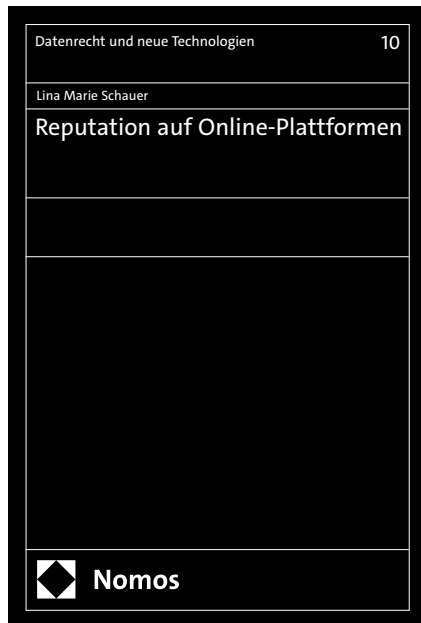 Datenrecht und neue Technologien 10
Lina Marie Schauer
Reputation auf Online-Plattformen
Nomos